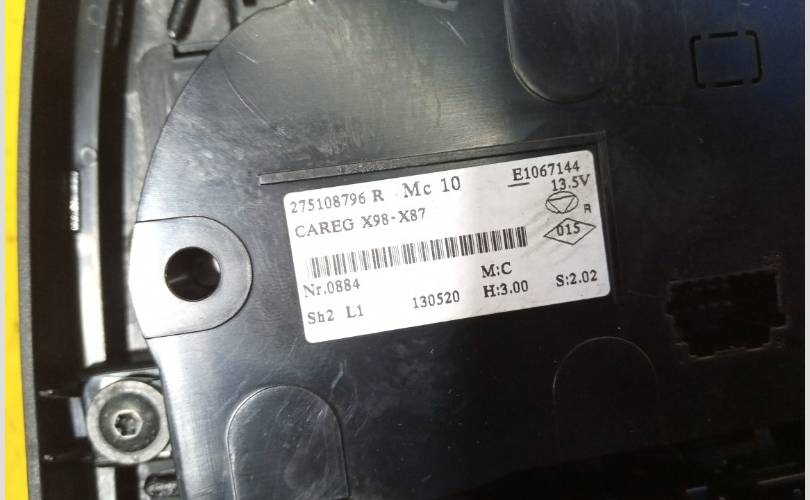 275108796 R Mc 10 E1067144
13.5V
CAREG X98-X87
R
015
Nr.0884 M:C
Sh2 L1 130520 H:3.00 S:2.02